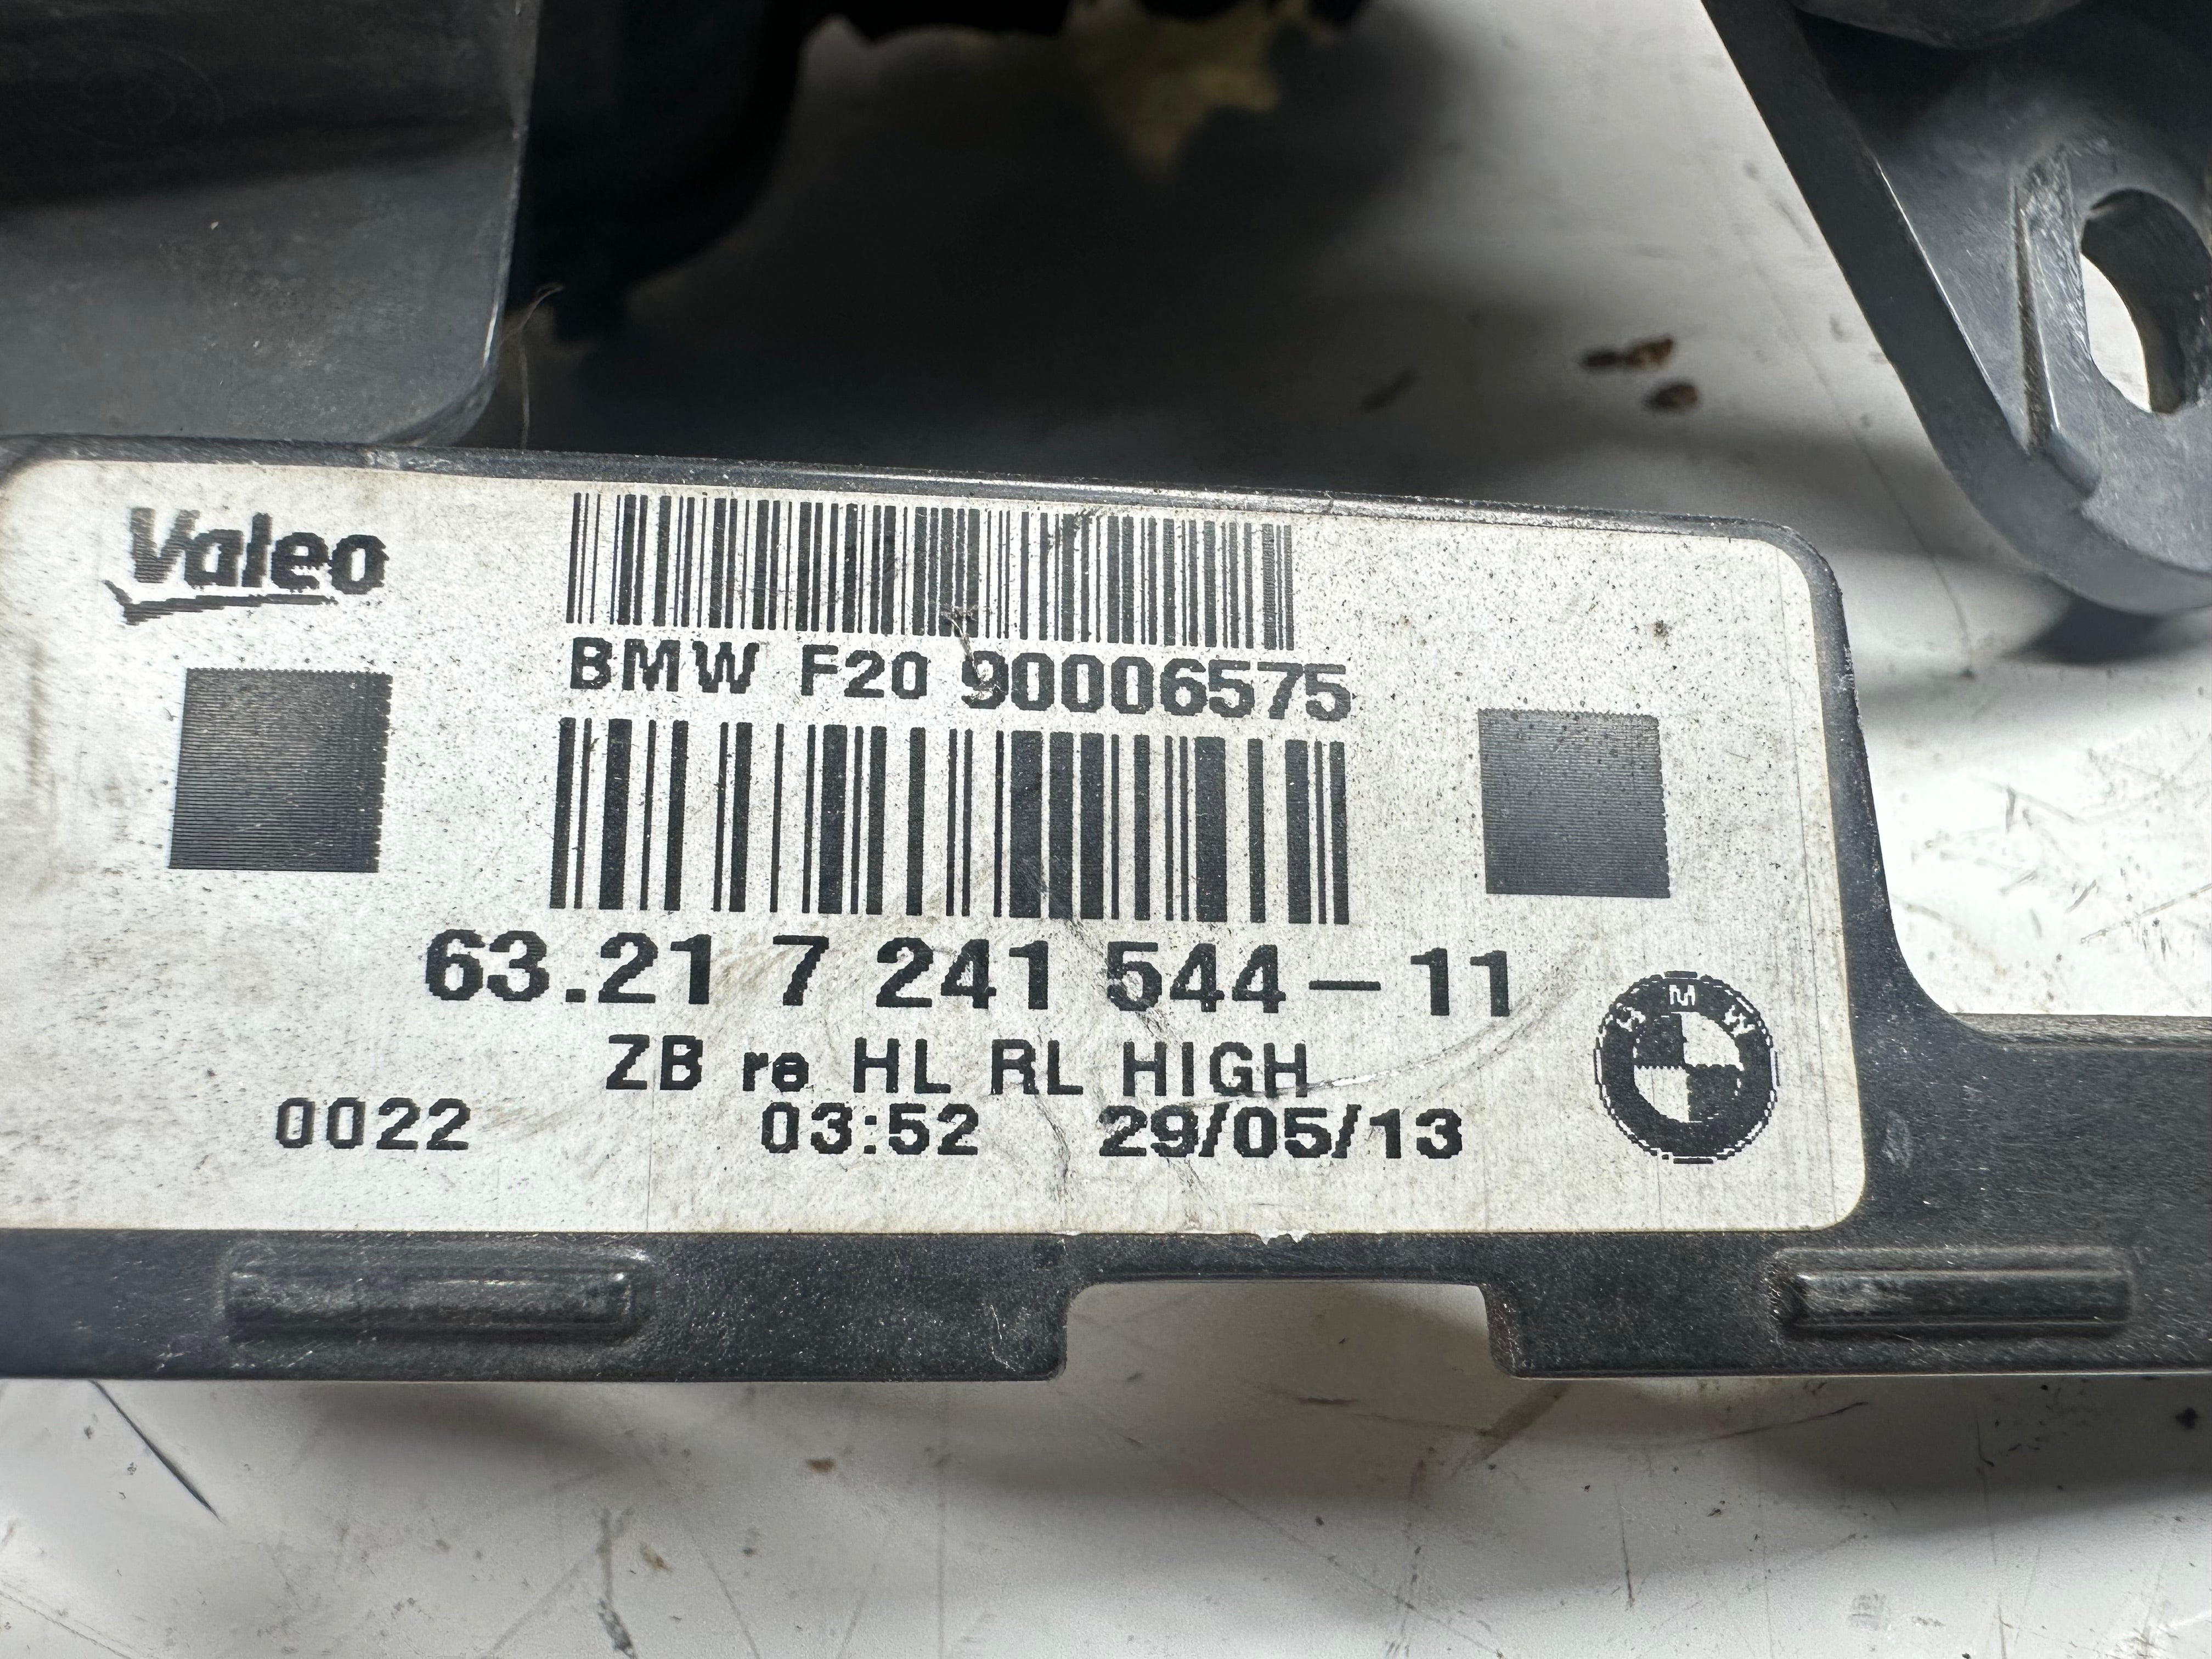 Valeo
BMW F20 90006575
63.21 7 241 544-11
ZB re HL RL HIGH
0022 03:52 29/05/13
BMW